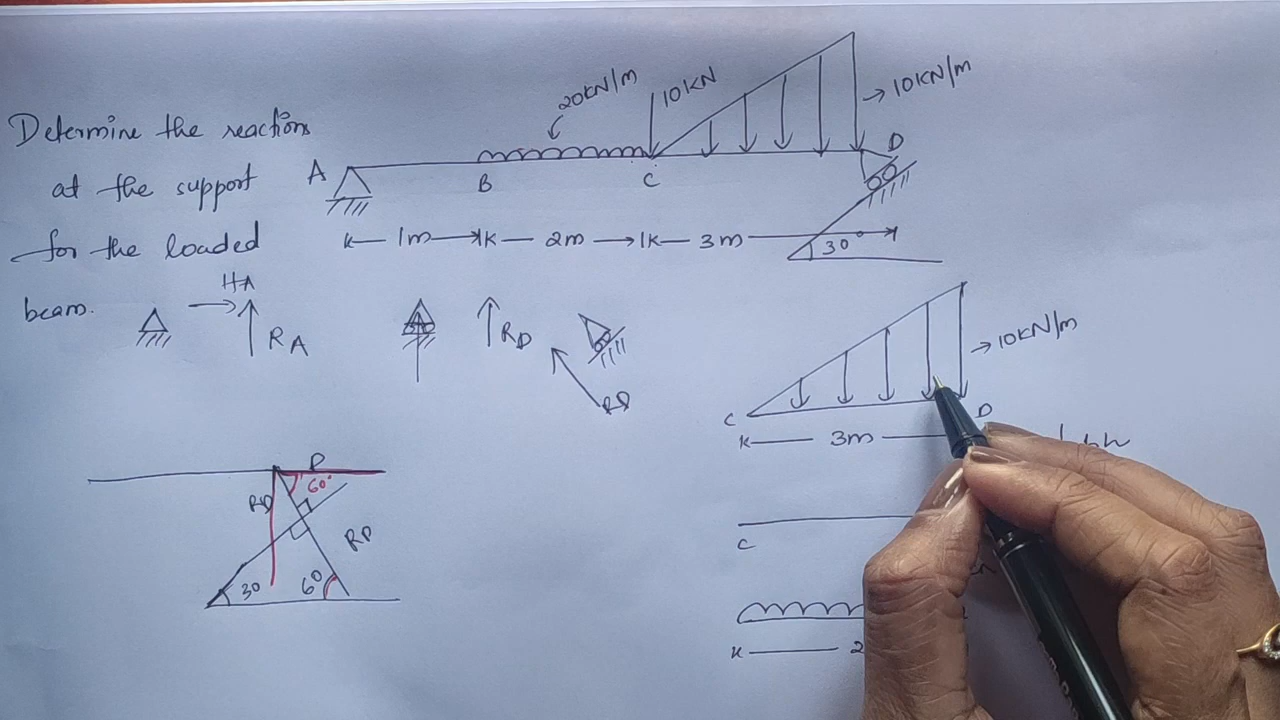 Determine the reactions
at the support
for the loaded
beam.
20KN/m
10KN
→10KN/m
A
B
C
D
1m
2m
3m
30°
HA
RA
RD
RD
→10KN/m
C
D
3m
D
60°
RD
RD
30
60
C
2